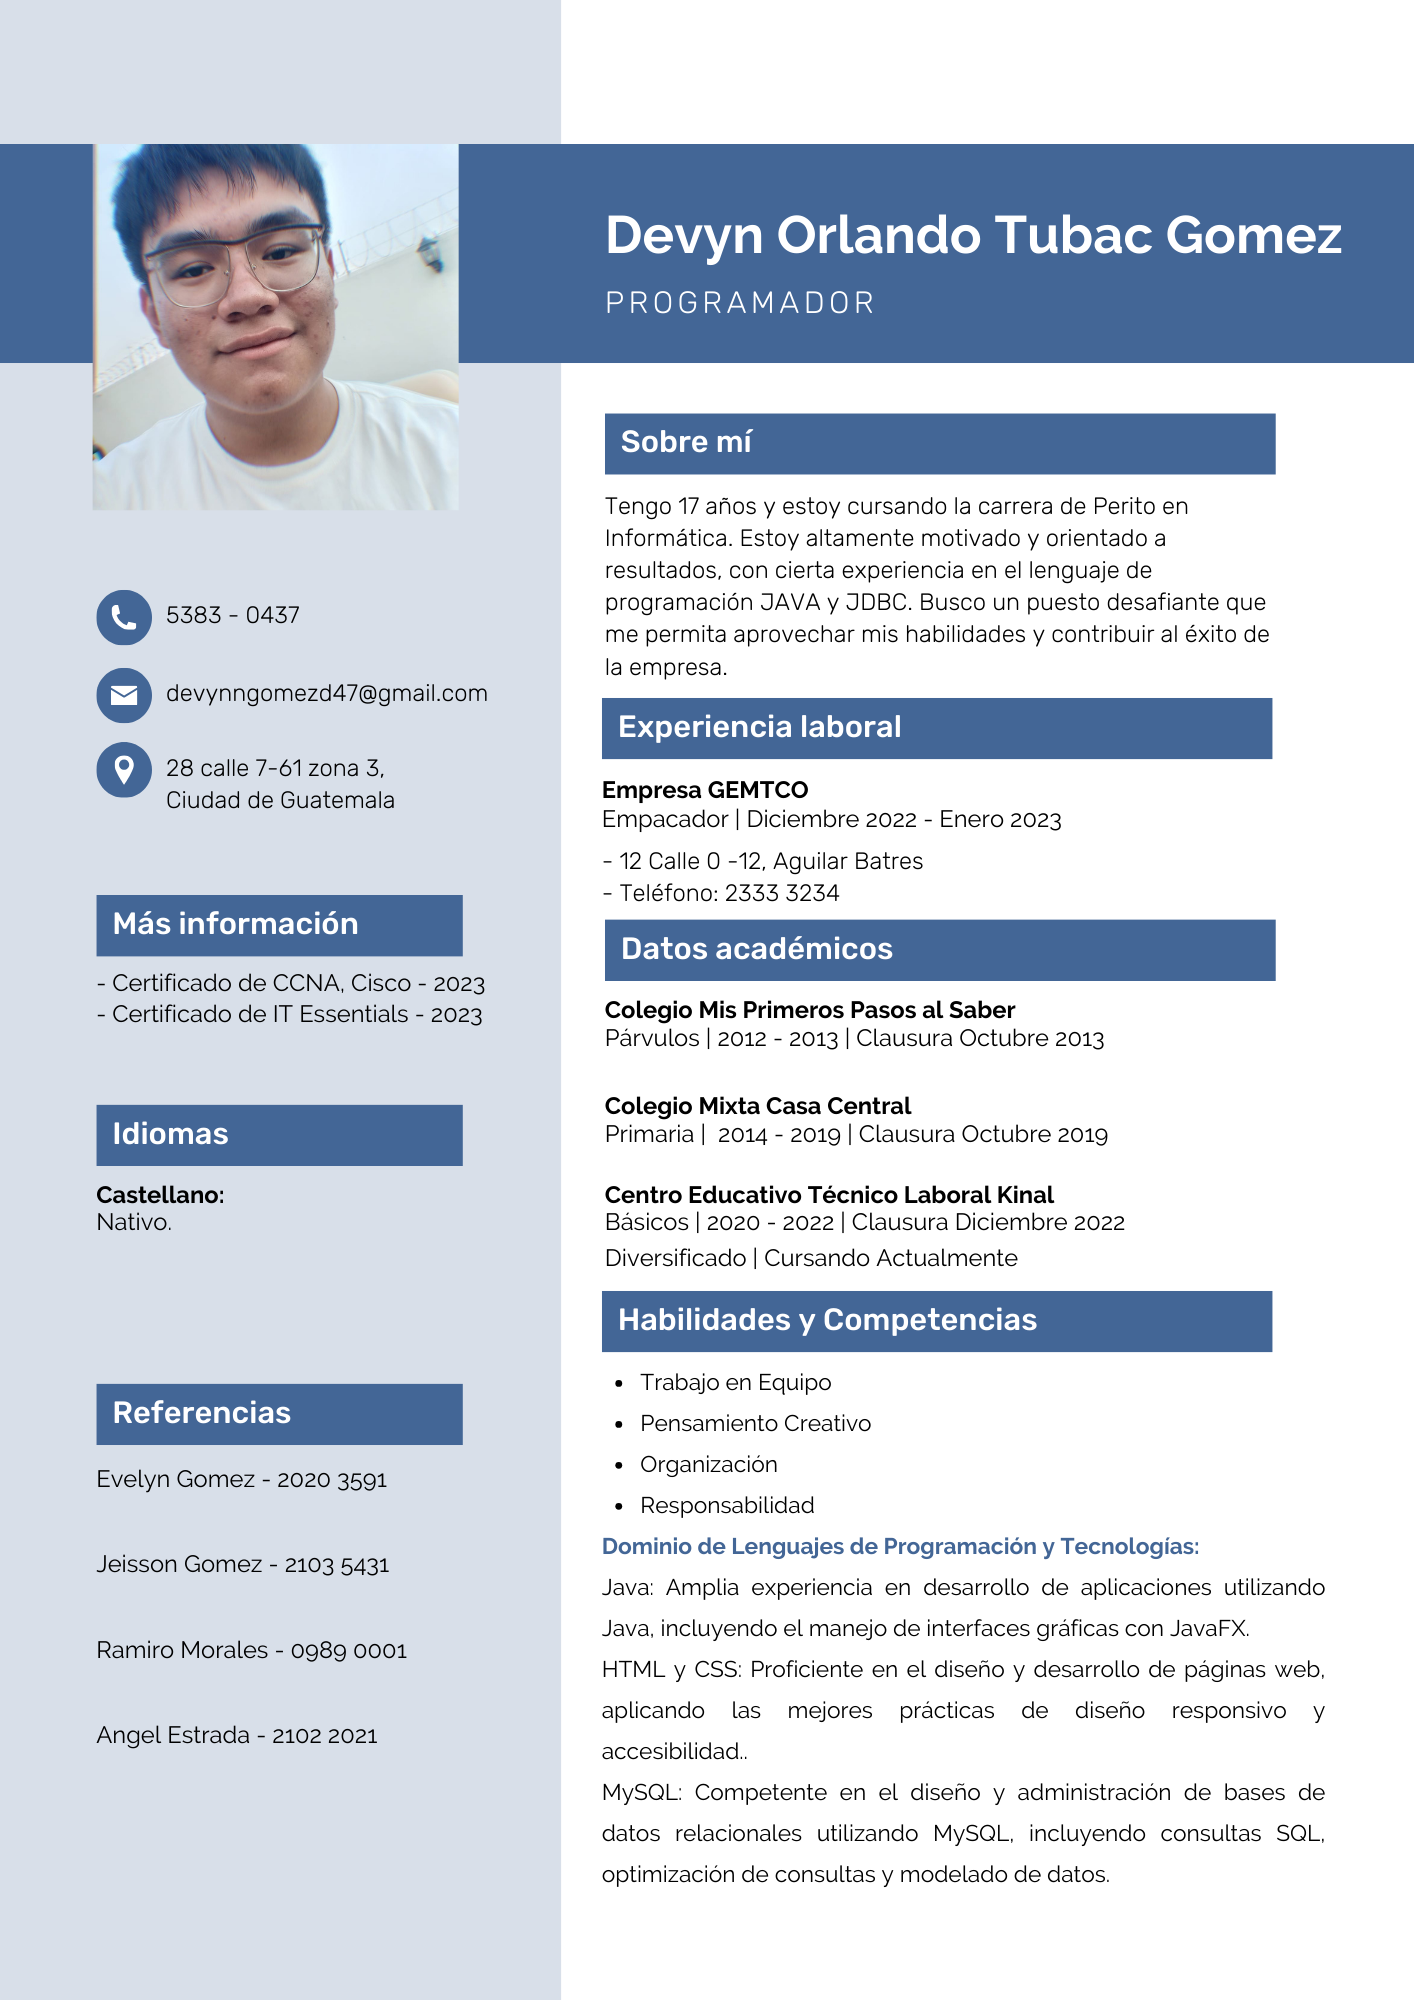 Devyn Orlando Tubac Gomez
PROGRAMADOR
5383 - 0437
devynngomezd47@gmail.com
28 calle 7-61 zona 3,
Ciudad de Guatemala
Más información
- Certificado de CCNA, Cisco - 2023
- Certificado de IT Essentials - 2023
Idiomas
Castellano:
Nativo.
Referencias
Evelyn Gomez - 2020 3591
Jeisson Gomez - 2103 5431
Ramiro Morales - 0989 0001
Angel Estrada - 2102 2021
Sobre mí
Tengo 17 años y estoy cursando la carrera de Perito en
Informática. Estoy altamente motivado y orientado a
resultados, con cierta experiencia en el lenguaje de
programación JAVA y JDBC. Busco un puesto desafiante que
me permita aprovechar mis habilidades y contribuir al éxito de
la empresa.
Experiencia laboral
Empresa GEMTCO
Empacador | Diciembre 2022 - Enero 2023
- 12 Calle 0 -12, Aguilar Batres
- Teléfono: 2333 3234
Datos académicos
Colegio Mis Primeros Pasos al Saber
Párvulos | 2012 - 2013 | Clausura Octubre 2013
Colegio Mixta Casa Central
Primaria | 2014 - 2019 | Clausura Octubre 2019
Centro Educativo Técnico Laboral Kinal
Básicos | 2020 - 2022 | Clausura Diciembre 2022
Diversificado | Cursando Actualmente
Habilidades y Competencias
• Trabajo en Equipo
• Pensamiento Creativo
• Organización
• Responsabilidad
Dominio de Lenguajes de Programación y Tecnologías:
Java: Amplia experiencia en desarrollo de aplicaciones utilizando
Java, incluyendo el manejo de interfaces gráficas con JavaFX.
HTML y CSS: Proficiente en el diseño y desarrollo de páginas web,
aplicando las mejores prácticas de diseño responsivo y
accesibilidad..
MySQL: Competente en el diseño y administración de bases de
datos relacionales utilizando MySQL, incluyendo consultas SQL,
optimización de consultas y modelado de datos.